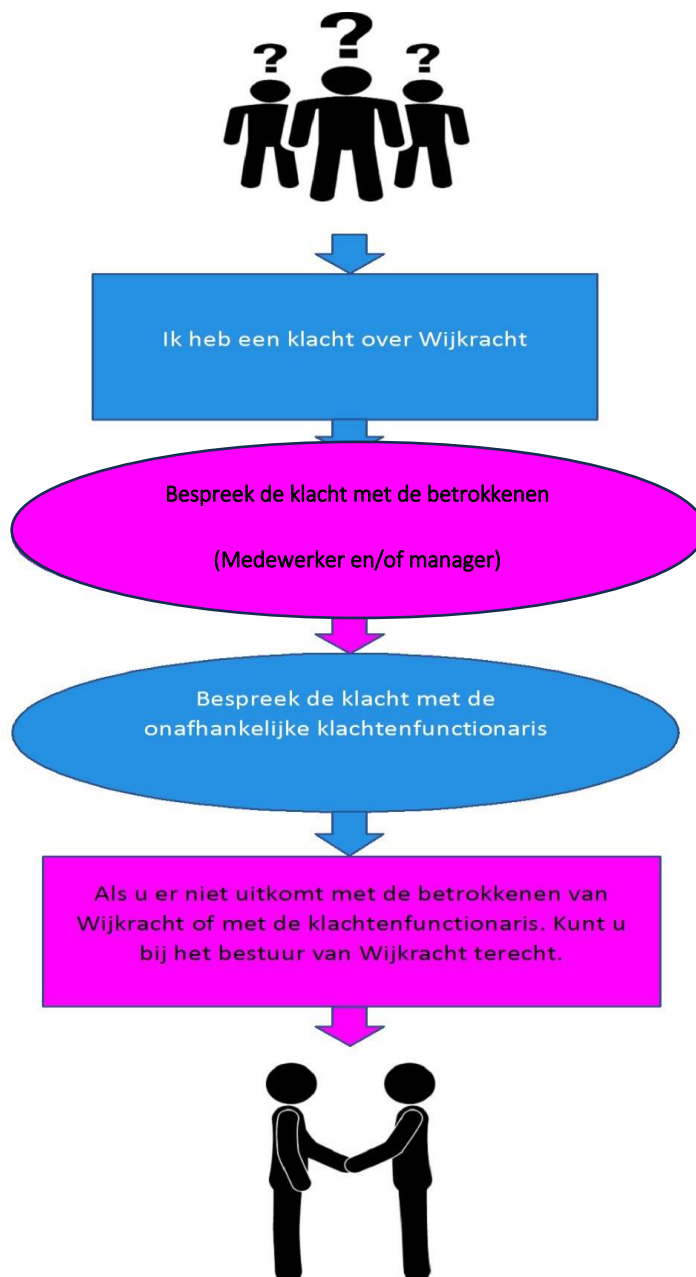 ? ? ?
Ik heb een klacht over Wijkracht
Bespreek de klacht met de betrokkenen
(Medewerker en/of manager)
Bespreek de klacht met de
onafhankelijke klachtenfunctionaris
Als u er niet uitkomt met de betrokkenen van
Wijkracht of met de klachtenfunctionaris. Kunt u
bij het bestuur van Wijkracht terecht.